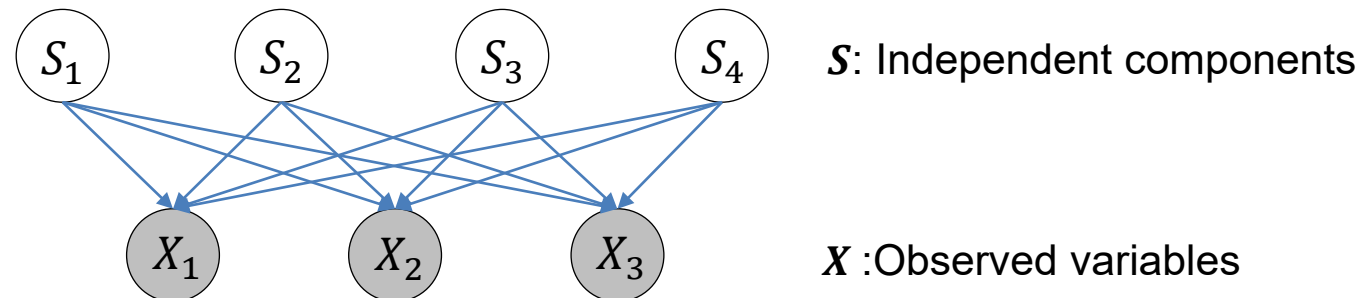 S₁ S₂ S₃ S₄ S: Independent components
X₁ X₂ X₃ X :Observed variables